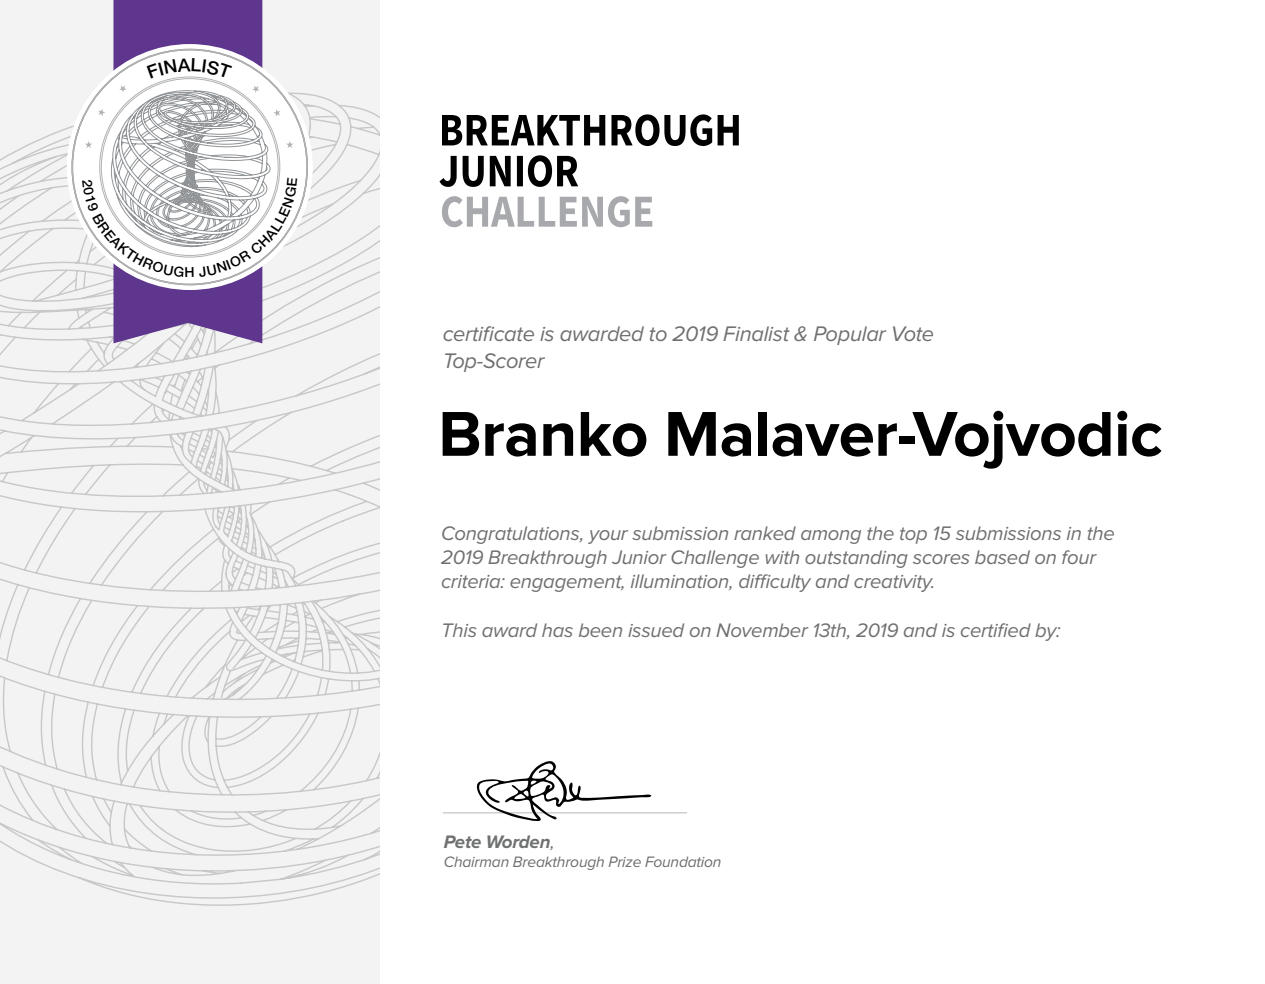 FINALIST
2019 BREAKTHROUGH JUNIOR CHALLENGE
BREAKTHROUGH
JUNIOR
CHALLENGE
certificate is awarded to 2019 Finalist & Popular Vote
Top-Scorer
Branko Malaver-Vojvodic
Congratulations, your submission ranked among the top 15 submissions in the
2019 Breakthrough Junior Challenge with outstanding scores based on four
criteria: engagement, illumination, difficulty and creativity.
This award has been issued on November 13th, 2019 and is certified by:
Pete Worden,
Chairman Breakthrough Prize Foundation